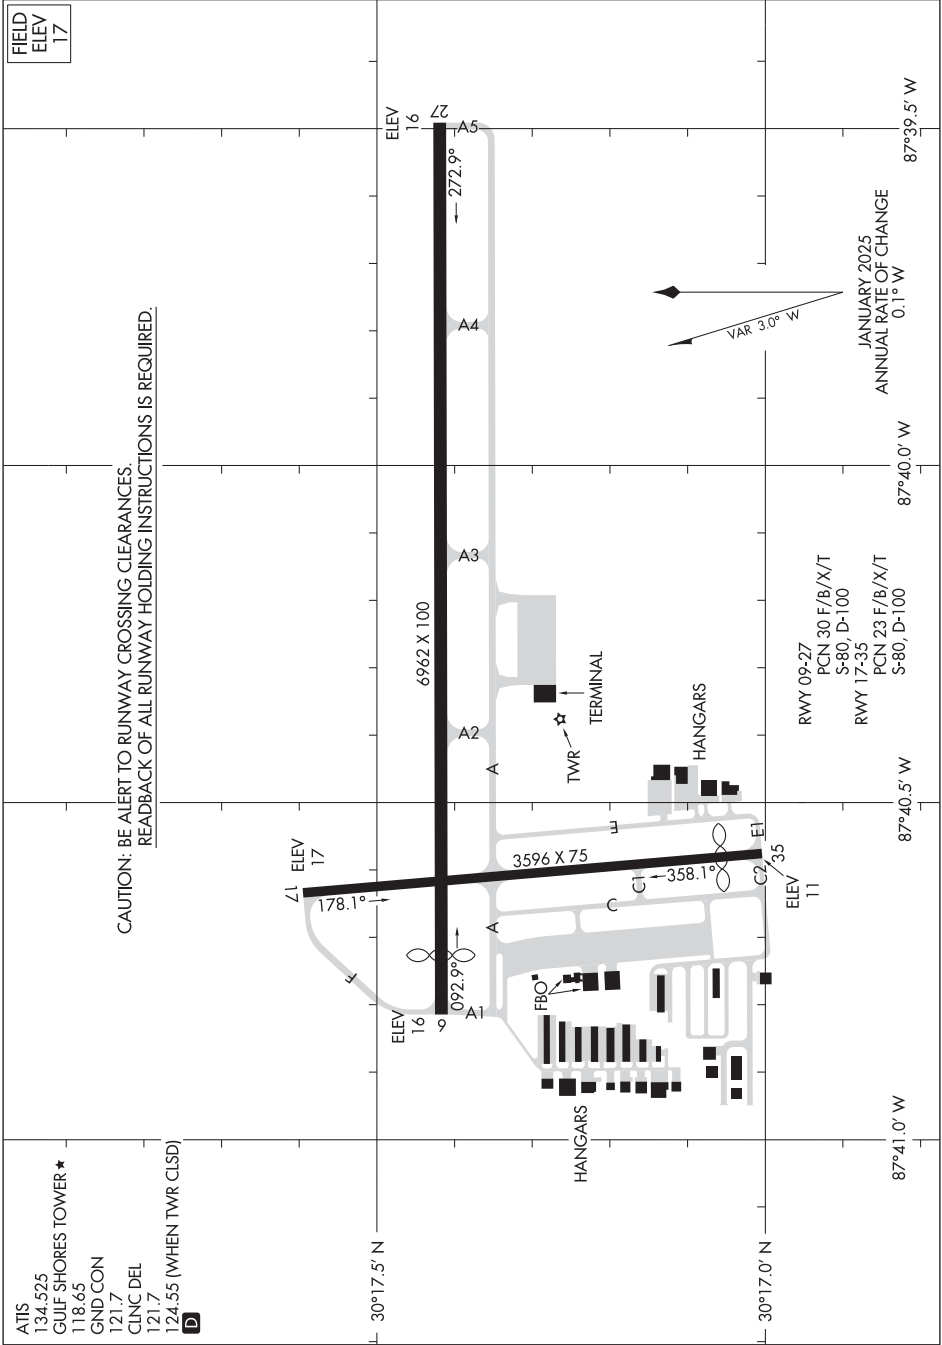 ATIS
134.525
GULF SHORES TOWER ★
118.65
GND CON
121.7
CLNC DEL
121.7
124.55 (WHEN TWR CLSD)
D
FIELD
ELEV
17
CAUTION: BE ALERT TO RUNWAY CROSSING CLEARANCES.
READBACK OF ALL RUNWAY HOLDING INSTRUCTIONS IS REQUIRED.
30°17.5' N
30°17.0' N
87°41.0' W
87°40.5' W
87°40.0' W
87°39.5' W
ELEV
17
17
178.1°
F
ELEV
16
9
092.9°
A1
A
A
A2
6962 X 100
A3
A4
272.9°
27
ELEV
16
A5
3596 X 75
E
C
C1
358.1°
C2
35
E1
ELEV
11
FBO
HANGARS
TWR
TERMINAL
HANGARS
RWY 09-27
PCN 30 F/B/X/T
S-80, D-100
RWY 17-35
PCN 23 F/B/X/T
S-80, D-100
VAR 3.0° W
JANUARY 2025
ANNUAL RATE OF CHANGE
0.1° W